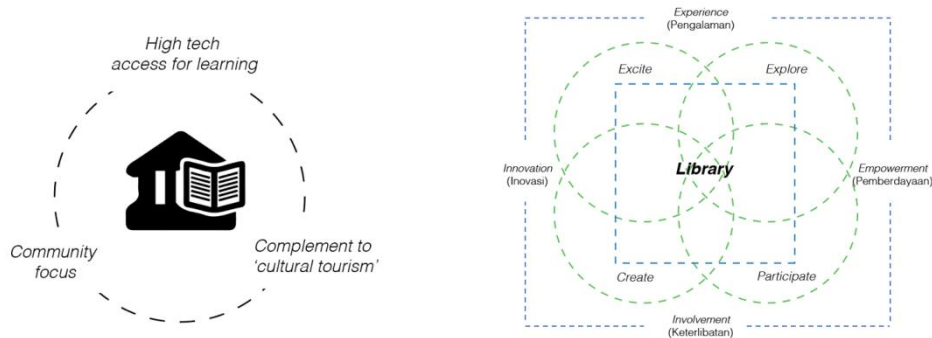 High tech
access for learning
Community
focus
Complement to
‘cultural tourism’
Experience
(Pengalaman)
Excite
Explore
Innovation
(Inovasi)
Library
Empowerment
(Pemberdayaan)
Create
Participate
Involvement
(Keterlibatan)